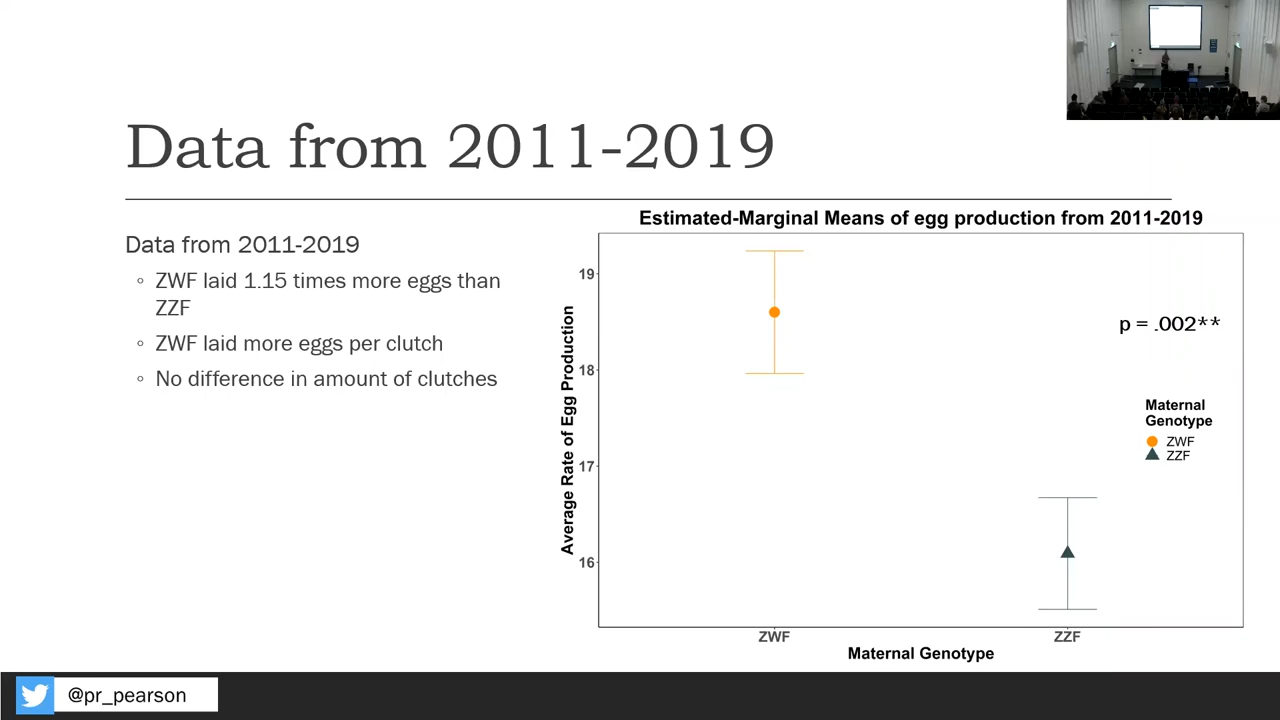 Data from 2011-2019
Data from 2011-2019
◦ ZWF laid 1.15 times more eggs than
ZZF
◦ ZWF laid more eggs per clutch
◦ No difference in amount of clutches
Estimated-Marginal Means of egg production from 2011-2019
Average Rate of Egg Production
19
18
17
16
p = .002**
Maternal
Genotype
ZWF
ZZF
ZWF
ZZF
Maternal Genotype
@pr_pearson